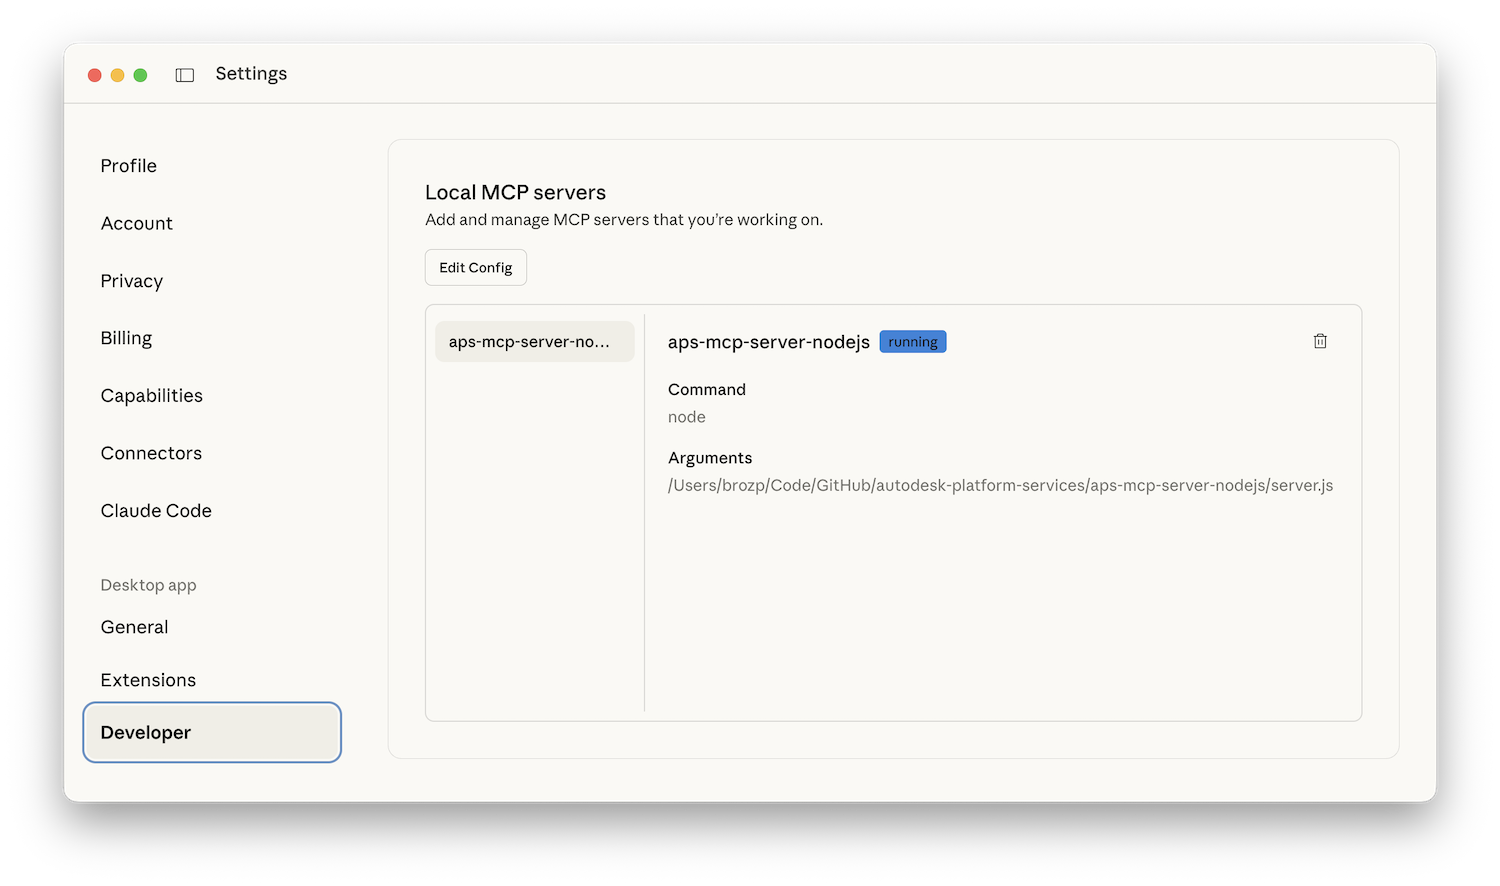 Settings
Profile
Account
Privacy
Billing
Capabilities
Connectors
Claude Code
Desktop app
General
Extensions
Developer
Local MCP servers
Add and manage MCP servers that you’re working on.
Edit Config
aps-mcp-server-no...
aps-mcp-server-nodejs running
Command
node
Arguments
/Users/brozp/Code/GitHub/autodesk-platform-services/aps-mcp-server-nodejs/server.js